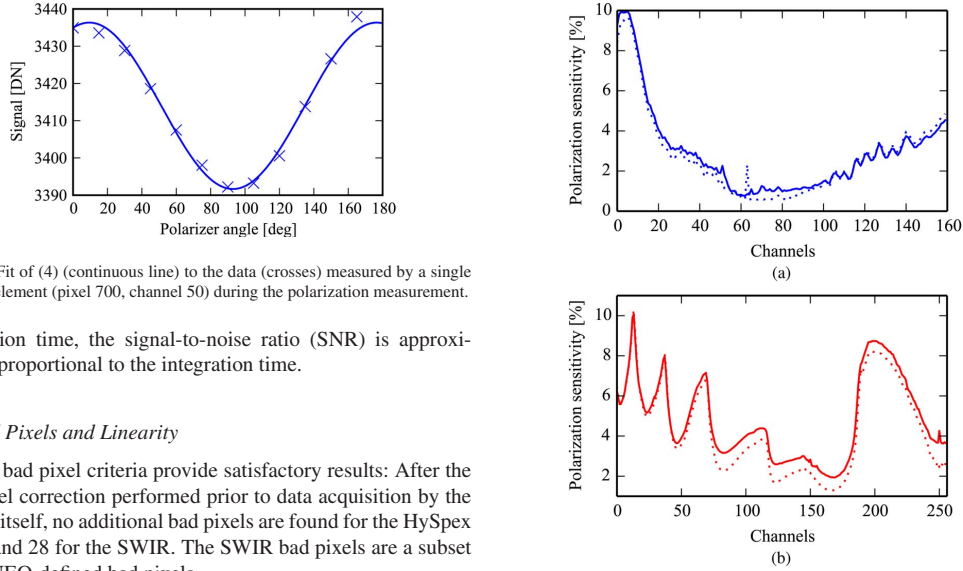 3440
3430
3420
3410
3400
3390
Signal [DN]
0 20 40 60 80 100 120 140 160 180
Polarizer angle [deg]
Fit of (4) (continuous line) to the data (crosses) measured by a single
element (pixel 700, channel 50) during the polarization measurement.
ion time, the signal-to-noise ratio (SNR) is approxi-
proportional to the integration time.
Pixels and Linearity
bad pixel criteria provide satisfactory results: After the
el correction performed prior to data acquisition by the
itself, no additional bad pixels are found for the HySpex
nd 28 for the SWIR. The SWIR bad pixels are a subset
10
8
6
4
2
0
Polarization sensitivity [%]
0 20 40 60 80 100 120 140 160
Channels
(a)
10
8
6
4
2
Polarization sensitivity [%]
0 50 100 150 200 250
Channels
(b)